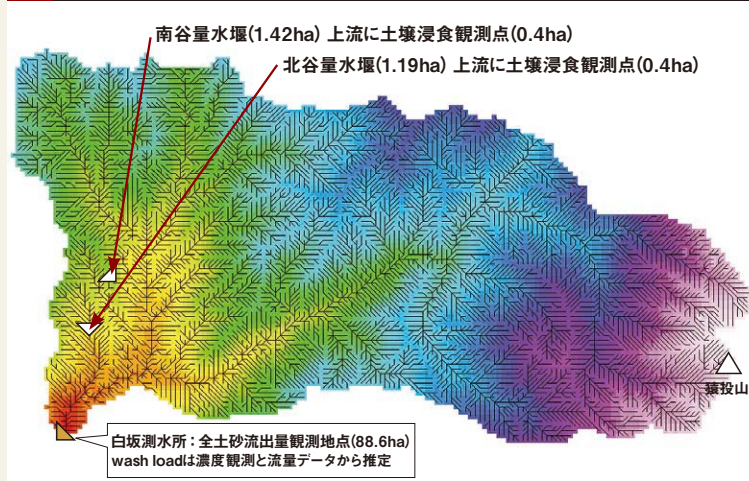 南谷量水堰(1.42ha) 上流に土壌浸食観測点(0.4ha)
北谷量水堰(1.19ha) 上流に土壌浸食観測点(0.4ha)
猿投山
白坂測水所：全土砂流出量観測地点(88.6ha)
wash loadは濃度観測と流量データから推定